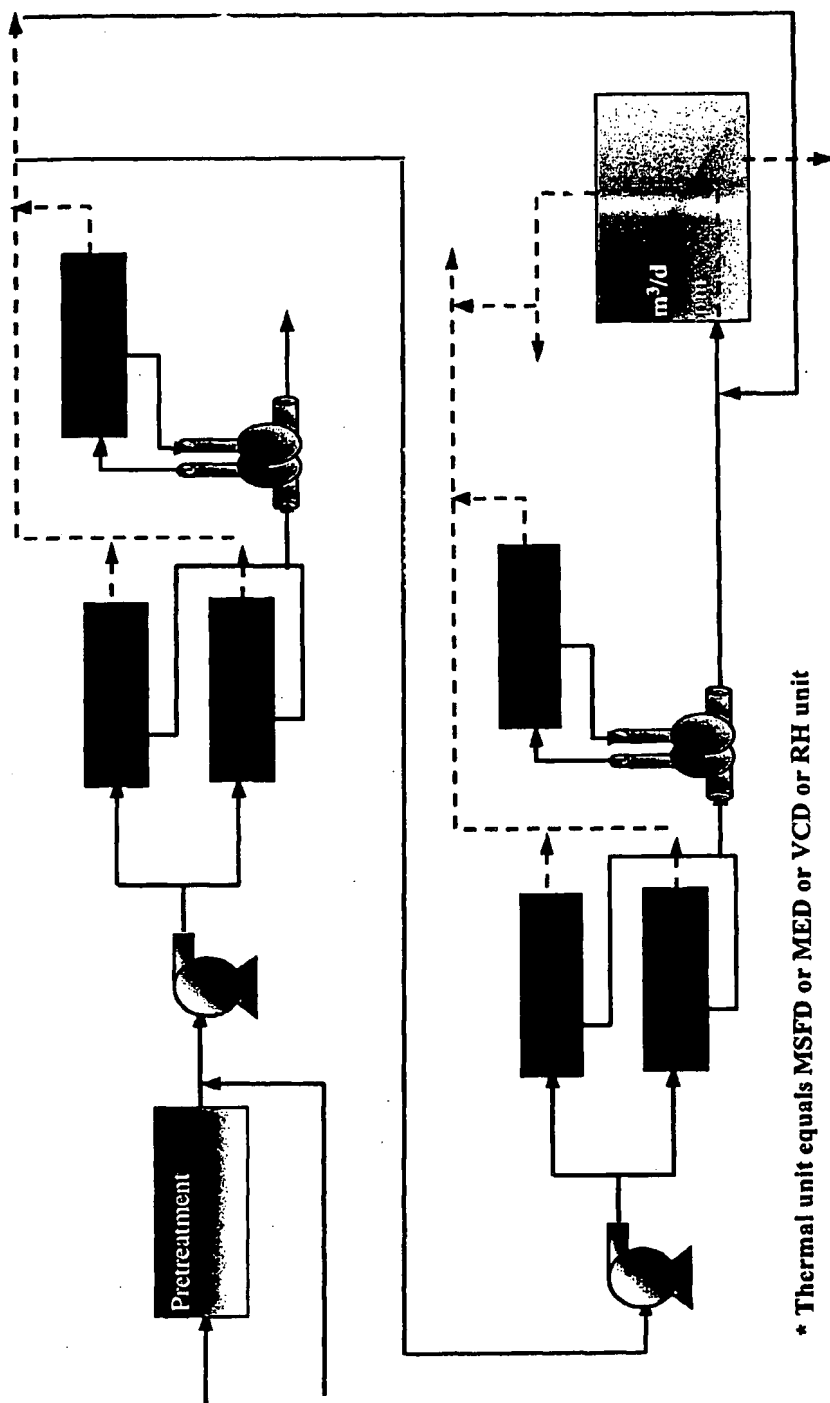 Pretreatment
m³/d
* Thermal unit equals MSFD or MED or VCD or RH unit